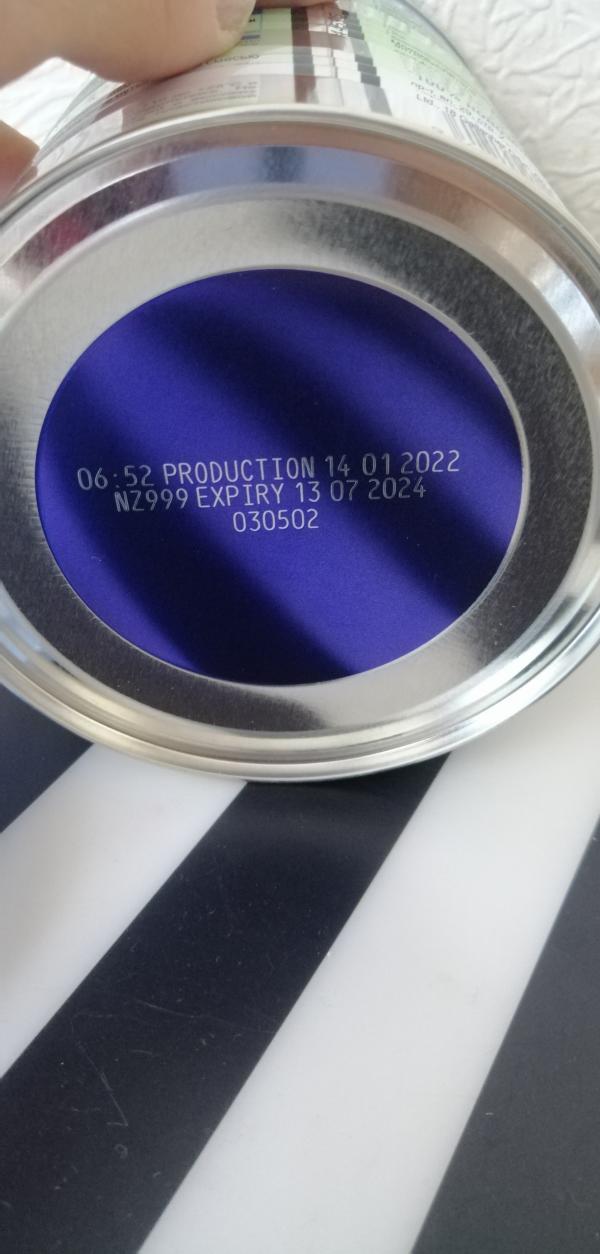 06:52 PRODUCTION 14 01 2022
NZ999 EXPIRY 13 07 2024
030502